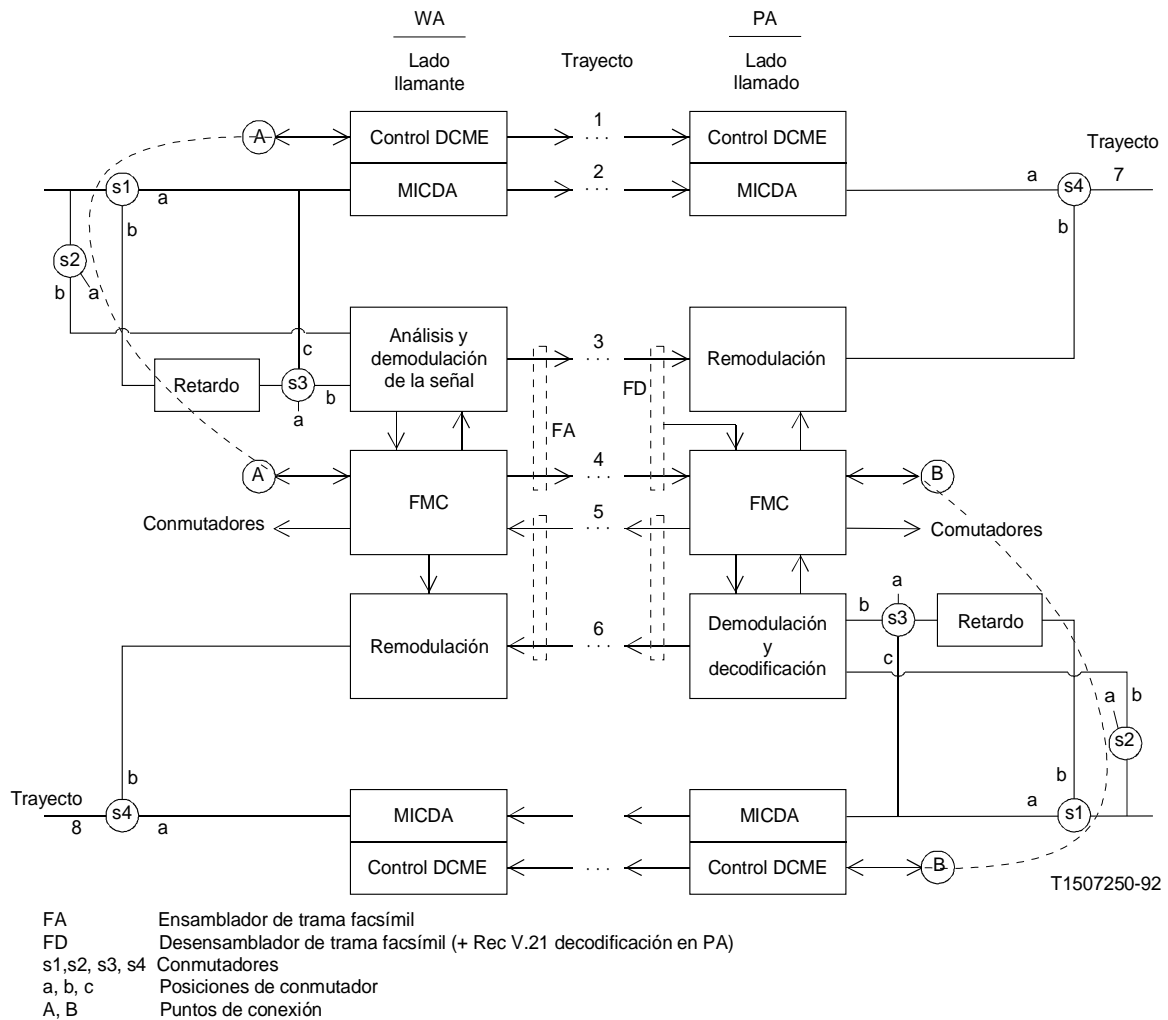 WA
PA
Lado
llamante
Trayecto
Lado
llamado
1
A
Control DCME
. . .
Control DCME
Trayecto
2
s1
a
MICDA
. . .
MICDA
a
s4
7
b
b
s2
b
a
Análisis y
demodulación
de la señal
3
. . .
Remodulación
c
Retardo
s3
b
a
FD
FA
4
A
FMC
. . .
FMC
B
5
Conmutadores
. . .
Comutadores
a
6
Remodulación
. . .
Demodulación
y
decodificación
b
s3
Retardo
c
a
b
s2
b
b
Trayecto
s4
8
a
MICDA
. . .
MICDA
a
s1
Control DCME
. . .
Control DCME
B
T1507250-92
FA Ensamblador de trama facsímil
FD Desensamblador de trama facsímil (+ Rec V.21 decodificación en PA)
s1,s2, s3, s4 Conmutadores
a, b, c Posiciones de conmutador
A, B Puntos de conexión